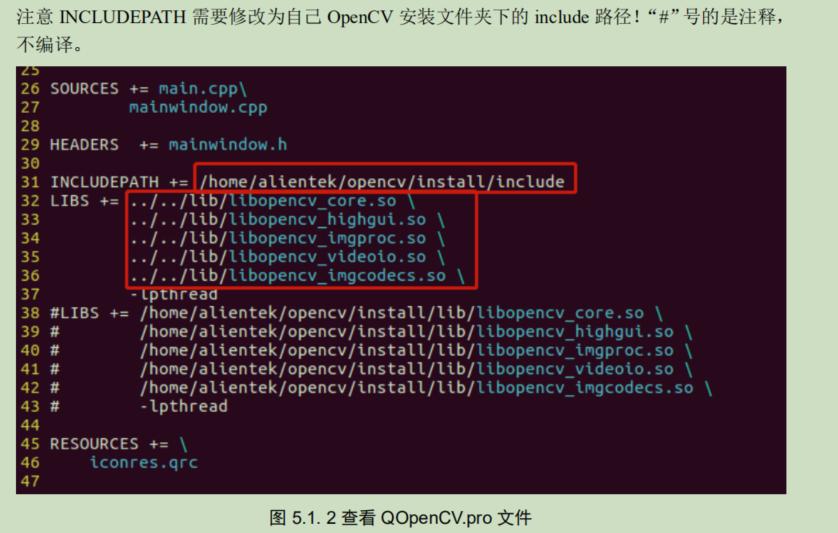 注意 INCLUDEPATH 需要修改为自己 OpenCV 安装文件夹下的 include 路径！“#”号的是注释，
不编译。
25
26 SOURCES += main.cpp\
27         mainwindow.cpp
28
29 HEADERS  += mainwindow.h
30
31 INCLUDEPATH += /home/alientek/opencv/install/include
32 LIBS += ../../lib/libopencv_core.so \
33         ../../lib/libopencv_highgui.so \
34         ../../lib/libopencv_imgproc.so \
35         ../../lib/libopencv_videoio.so \
36         ../../lib/libopencv_imgcodecs.so \
37         -lpthread
38 #LIBS += /home/alientek/opencv/install/lib/libopencv_core.so \
39 #        /home/alientek/opencv/install/lib/libopencv_highgui.so \
40 #        /home/alientek/opencv/install/lib/libopencv_imgproc.so \
41 #        /home/alientek/opencv/install/lib/libopencv_videoio.so \
42 #        /home/alientek/opencv/install/lib/libopencv_imgcodecs.so \
43 #        -lpthread
44
45 RESOURCES += \
46     iconres.qrc
47
图 5.1. 2 查看 QOpenCV.pro 文件